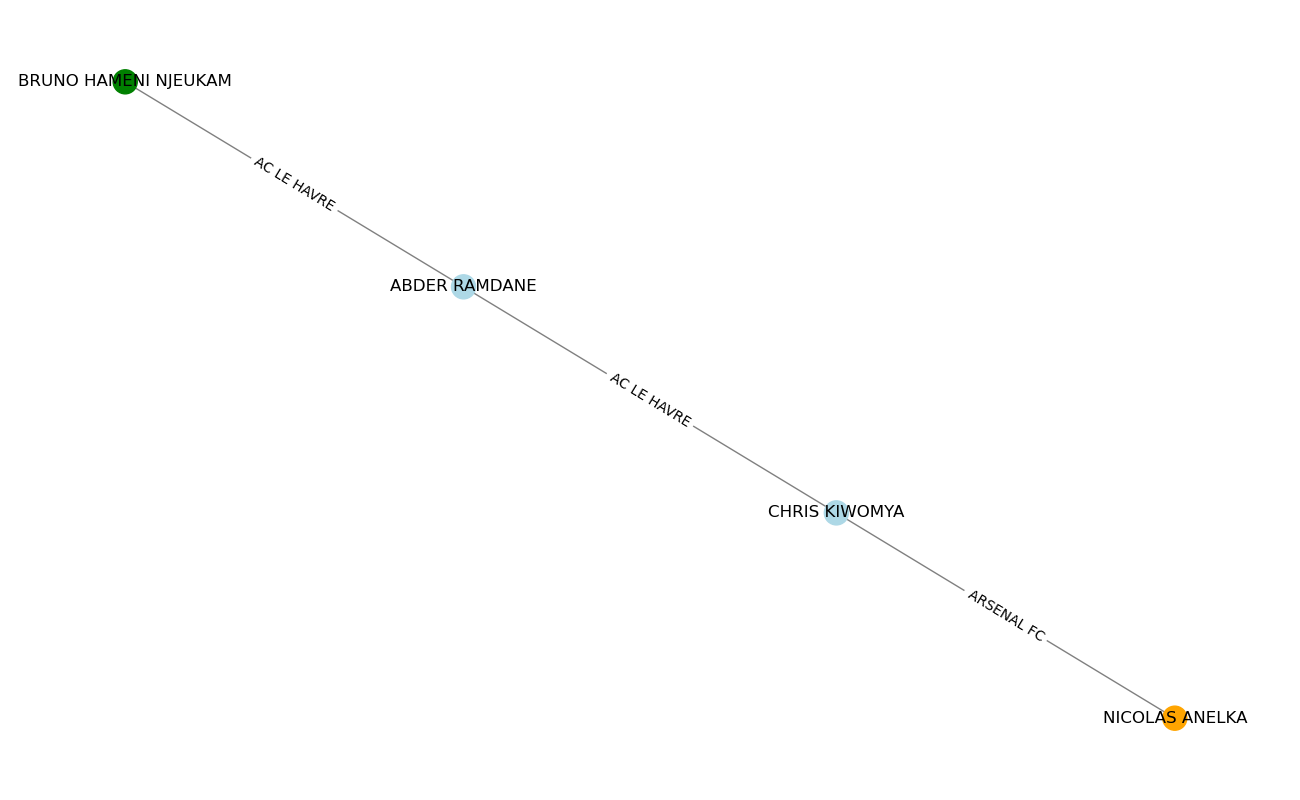 BRUNO HAMENI NJEUKAM
AC LE HAVRE
ABDER RAMDANE
AC LE HAVRE
CHRIS KIWOMYA
ARSENAL FC
NICOLAS ANELKA